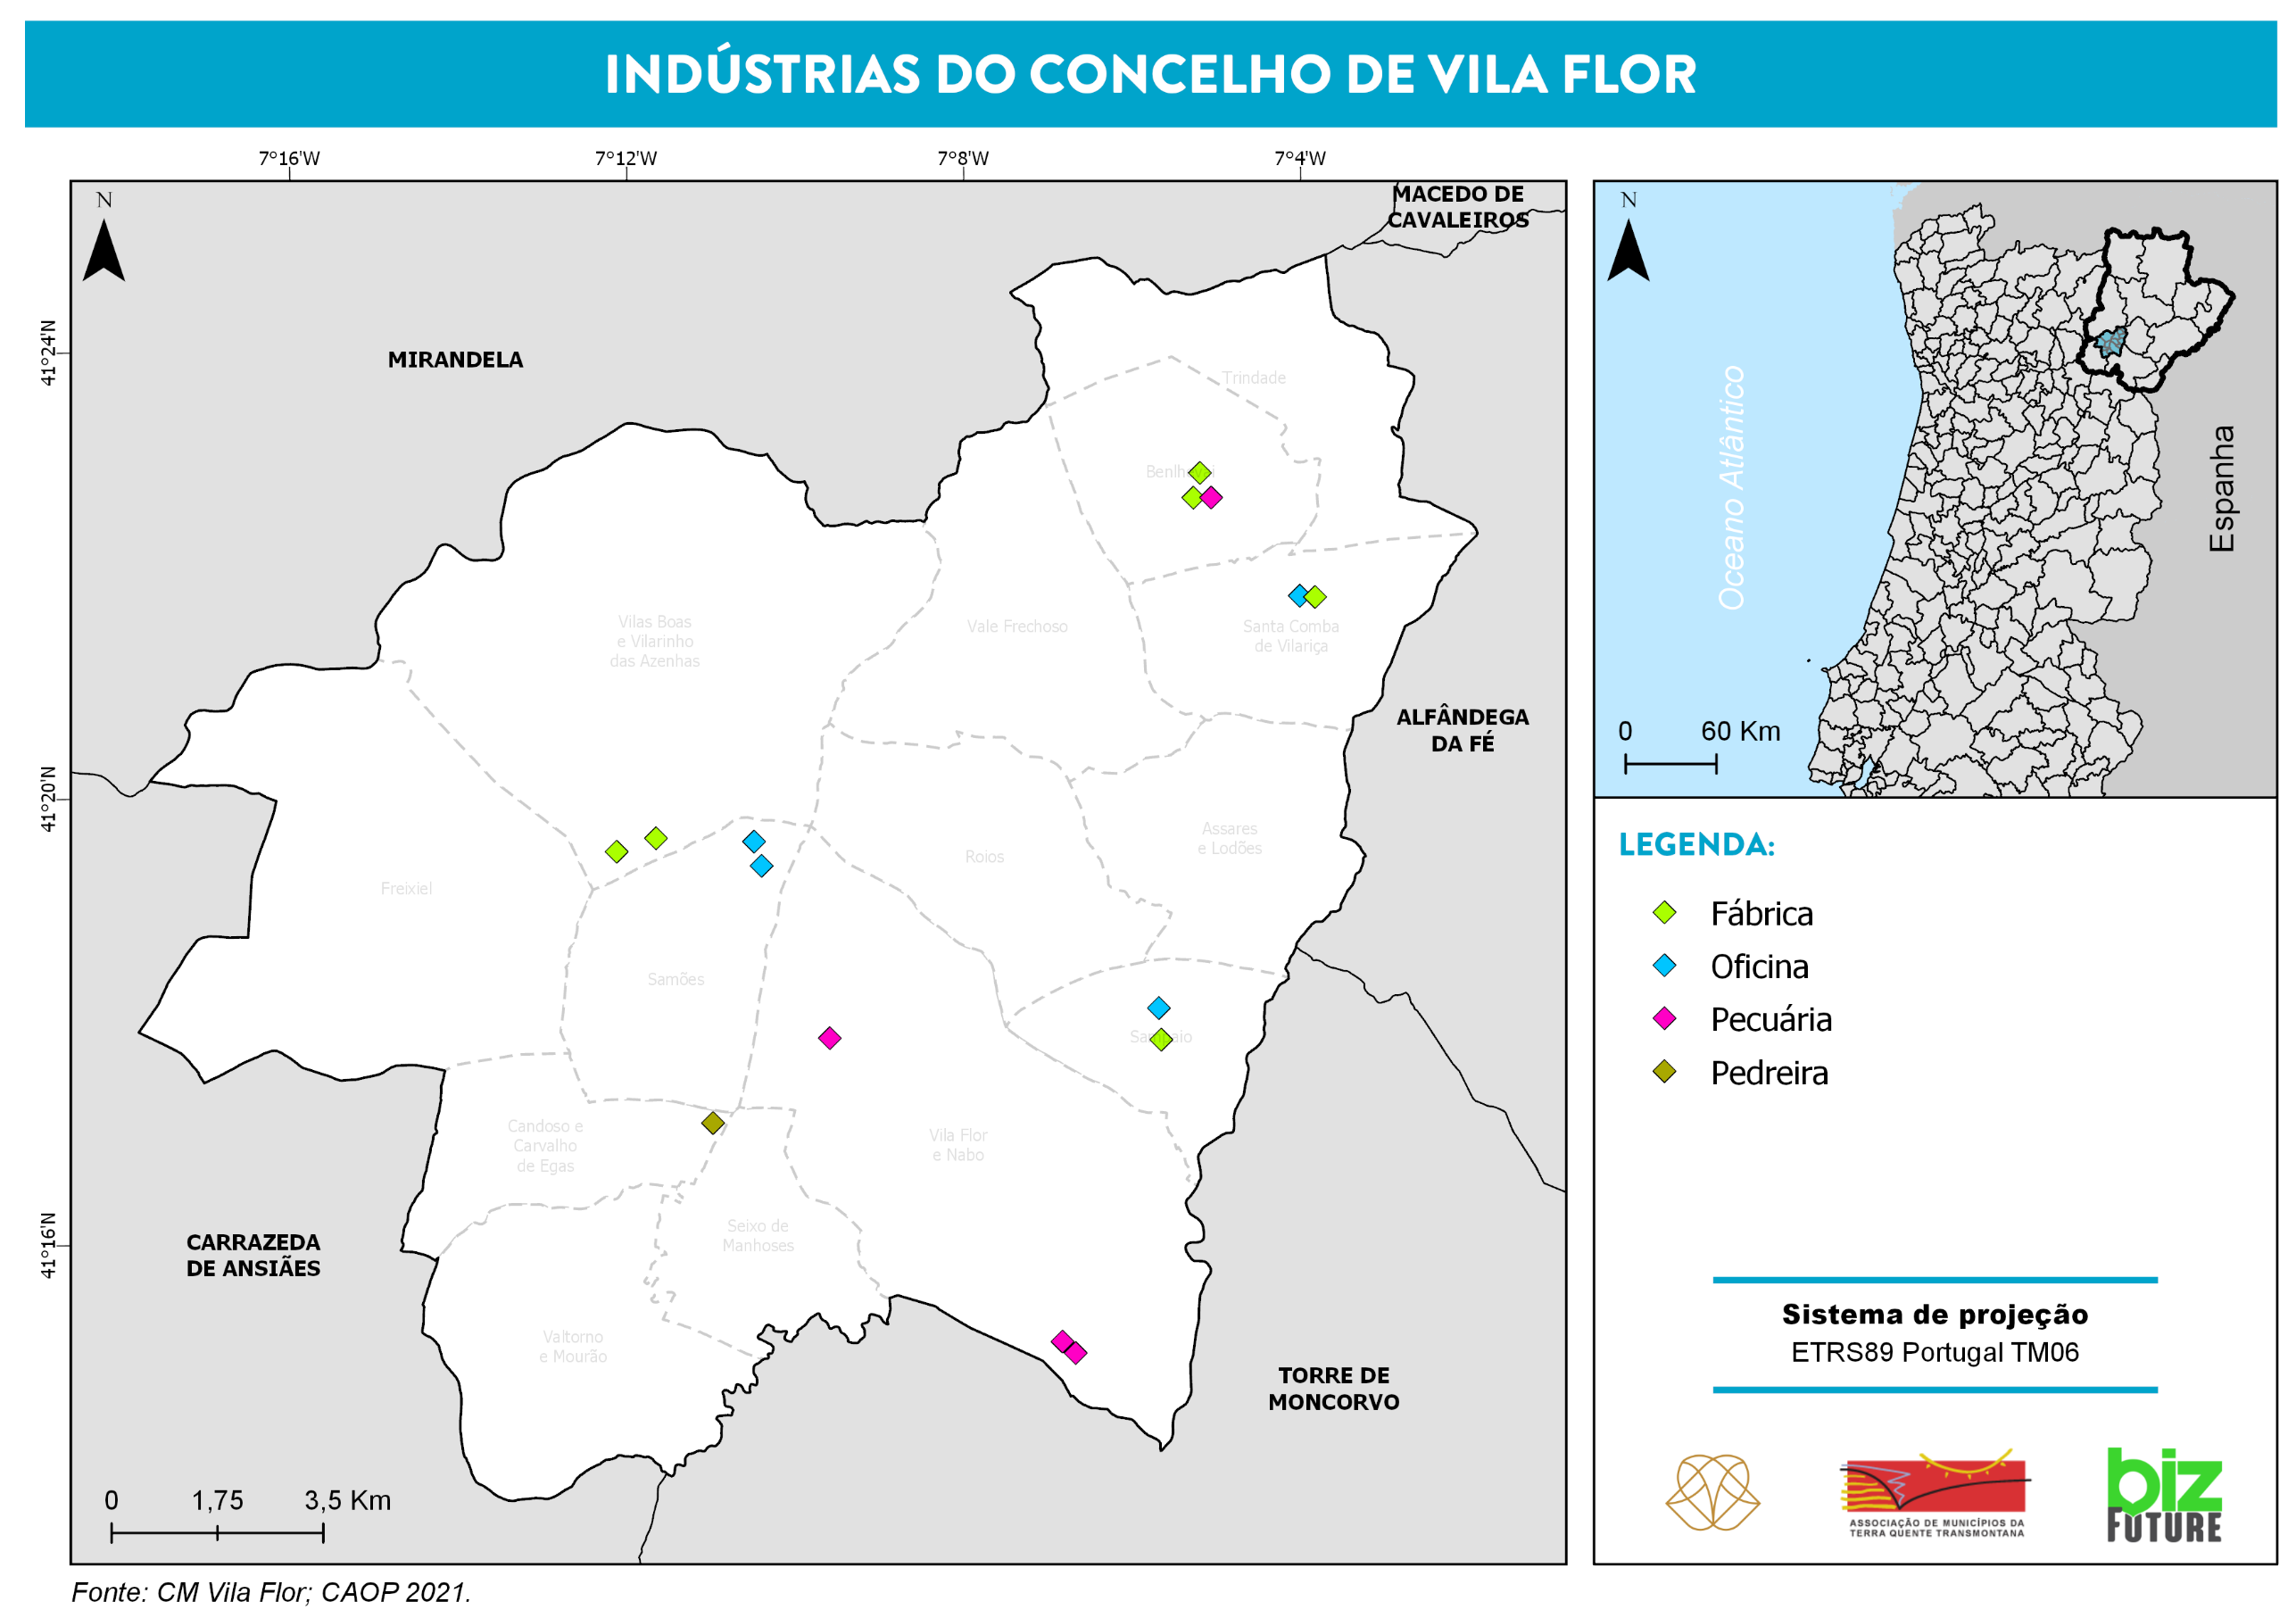 INDÚSTRIAS DO CONCELHO DE VILA FLOR
7°16'W
7°12'W
7°8'W
7°4'W
41°24'N
41°20'N
41°16'N
N
MACEDO DE
CAVALEIROS
MIRANDELA
Trindade
Vilas Boas
e Vilarinho
das Azenhas
Vale Frechoso
Santa Comba
de Vilariça
ALFÂNDEGA
DA FÉ
Assares
e Lodões
Roios
Freixiel
Samões
Candoso e
Carvalho
de Egas
Vila Flor
e Nabo
Seixo de
Manhoses
CARRAZEDA
DE ANSIÃES
Valtorno
e Mourão
TORRE DE
MONCORVO
0 1,75 3,5 Km
Fonte: CM Vila Flor; CAOP 2021.
N
Oceano Atlântico
Espanha
0 60 Km
LEGENDA:
Fábrica
Oficina
Pecuária
Pedreira
Sistema de projeção
ETRS89 Portugal TM06
ASSOCIAÇÃO DE MUNICÍPIOS DA
TERRA QUENTE TRANSMONTANA
biz
FUTURE